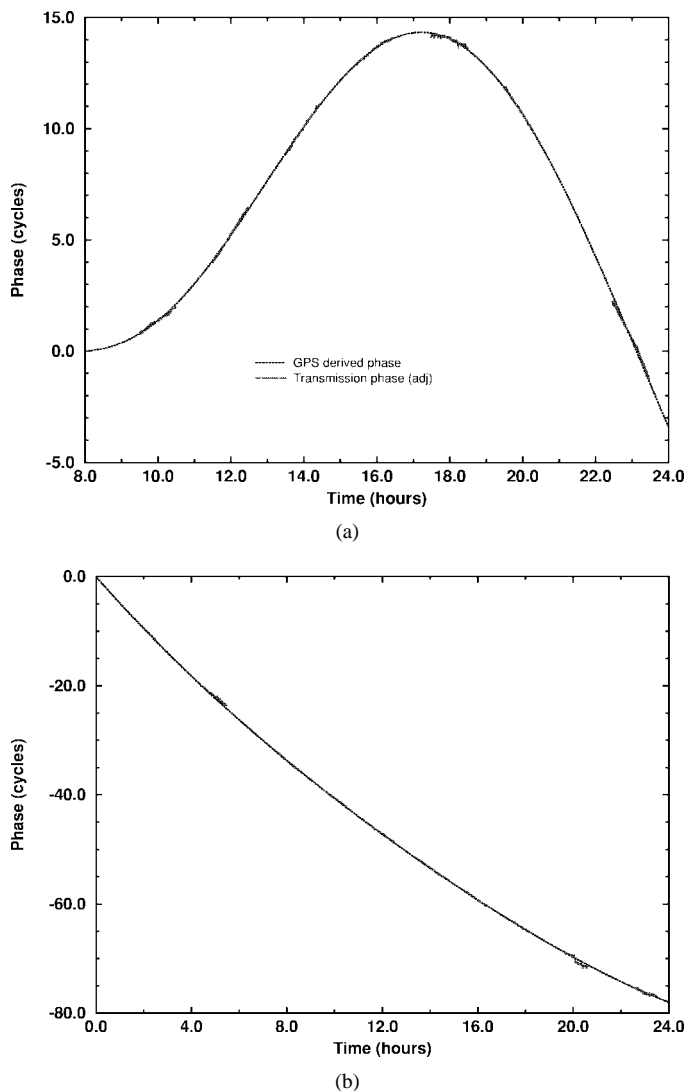 15.0
10.0
5.0
0.0
-5.0
Phase (cycles)
GPS derived phase
Transmission phase (adj)
8.0 10.0 12.0 14.0 16.0 18.0 20.0 22.0 24.0
Time (hours)
(a)
0.0
-20.0
-40.0
-60.0
-80.0
Phase (cycles)
0.0 4.0 8.0 12.0 16.0 20.0 24.0
Time (hours)
(b)